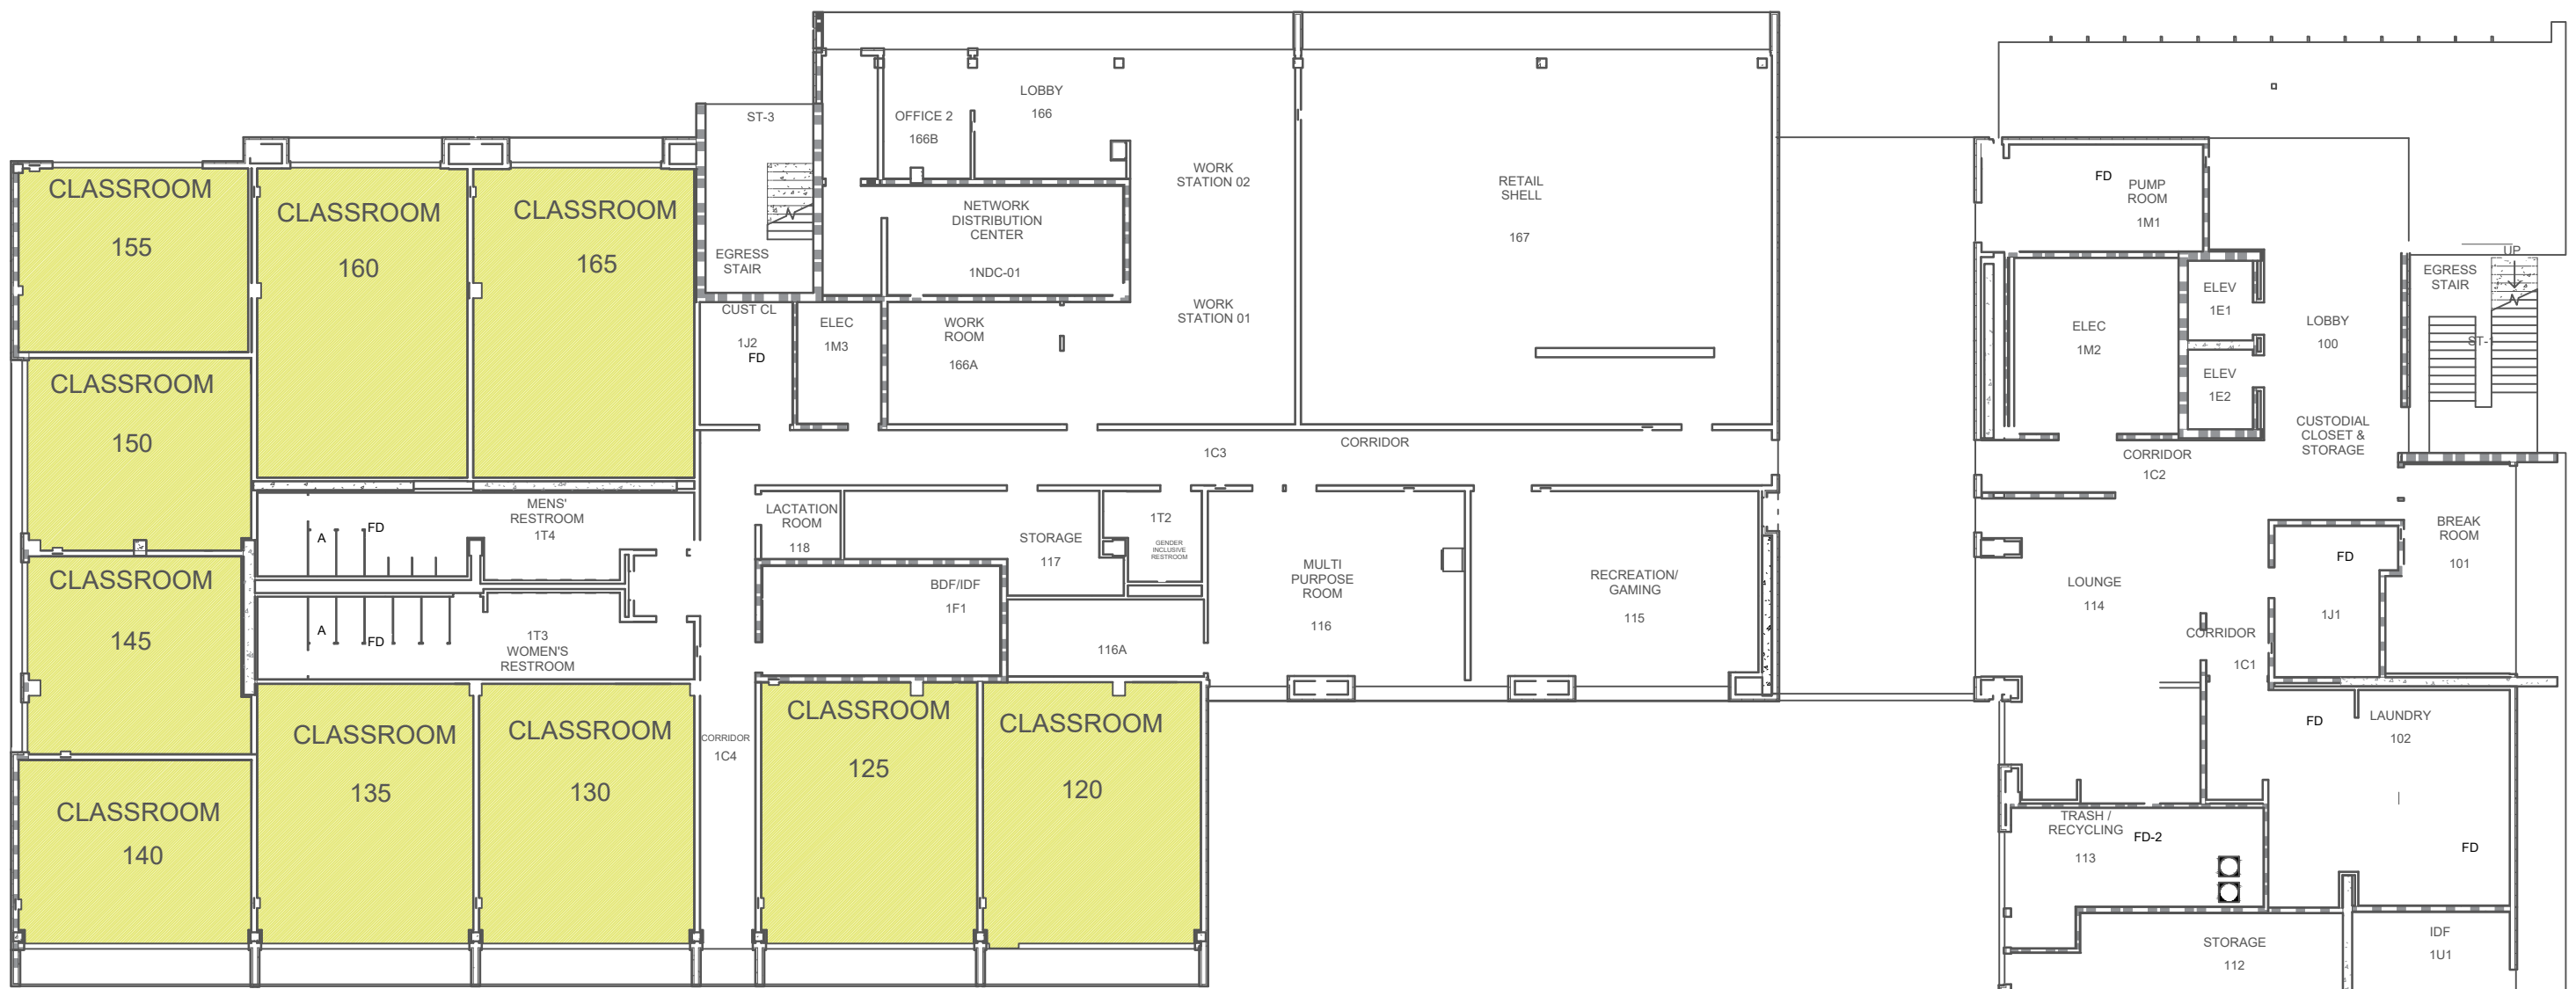 CLASSROOM
155
CLASSROOM
160
CLASSROOM
165
CLASSROOM
150
CLASSROOM
145
CLASSROOM
140
CLASSROOM
135
CLASSROOM
130
CLASSROOM
125
CLASSROOM
120
MENS'
RESTROOM
1T4
A
FD
1T3
WOMEN'S
RESTROOM
A
FD
ST-3
EGRESS
STAIR
CUST CL
1J2
FD
ELEC
1M3
OFFICE 2
166B
LOBBY
166
NETWORK
DISTRIBUTION
CENTER
1NDC-01
WORK
ROOM
166A
WORK
STATION 02
WORK
STATION 01
RETAIL
SHELL
167
CORRIDOR
1C3
LACTATION
ROOM
118
STORAGE
117
1T2
GENDER
INCLUSIVE
RESTROOM
BDF/IDF
1F1
116A
MULTI
PURPOSE
ROOM
116
RECREATION/
GAMING
115
CORRIDOR
1C4
FD
PUMP
ROOM
1M1
ELEC
1M2
ELEV
1E1
ELEV
1E2
LOBBY
100
UP
EGRESS
STAIR
ST-
CUSTODIAL
CLOSET &
STORAGE
CORRIDOR
1C2
BREAK
ROOM
101
FD
1J1
LOUNGE
114
CORRIDOR
1C1
FD
LAUNDRY
102
FD
TRASH /
RECYCLING
113
FD-2
STORAGE
112
IDF
1U1